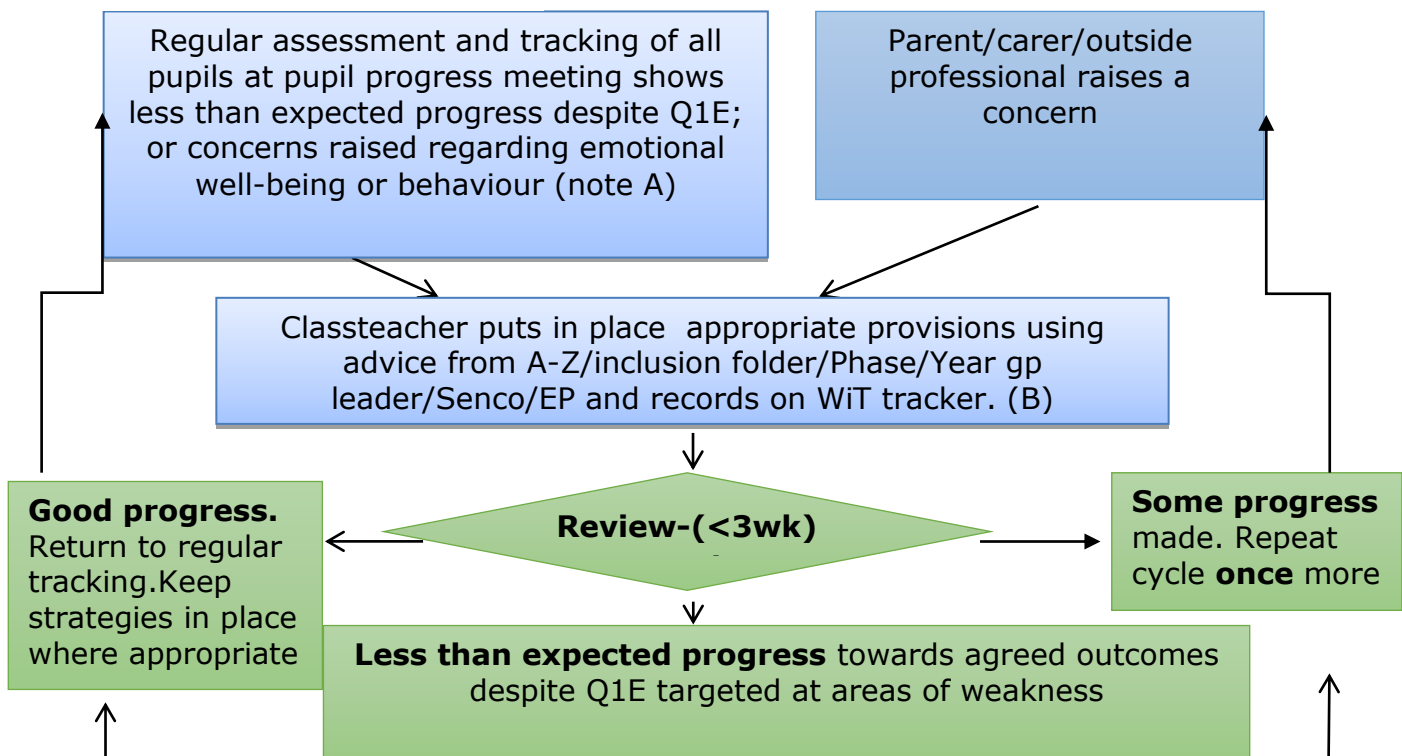 Regular assessment and tracking of all
pupils at pupil progress meeting shows
less than expected progress despite Q1E;
or concerns raised regarding emotional
well-being or behaviour (note A)
Parent/carer/outside
professional raises a
concern
Classteacher puts in place  appropriate provisions using
advice from A-Z/inclusion folder/Phase/Year gp
leader/Senco/EP and records on WiT tracker. (B)
Good progress.
Return to regular
tracking.Keep
strategies in place
where appropriate
Review-(<3wk)
Some progress
made. Repeat
cycle once more
Less than expected progress towards agreed outcomes
despite Q1E targeted at areas of weakness